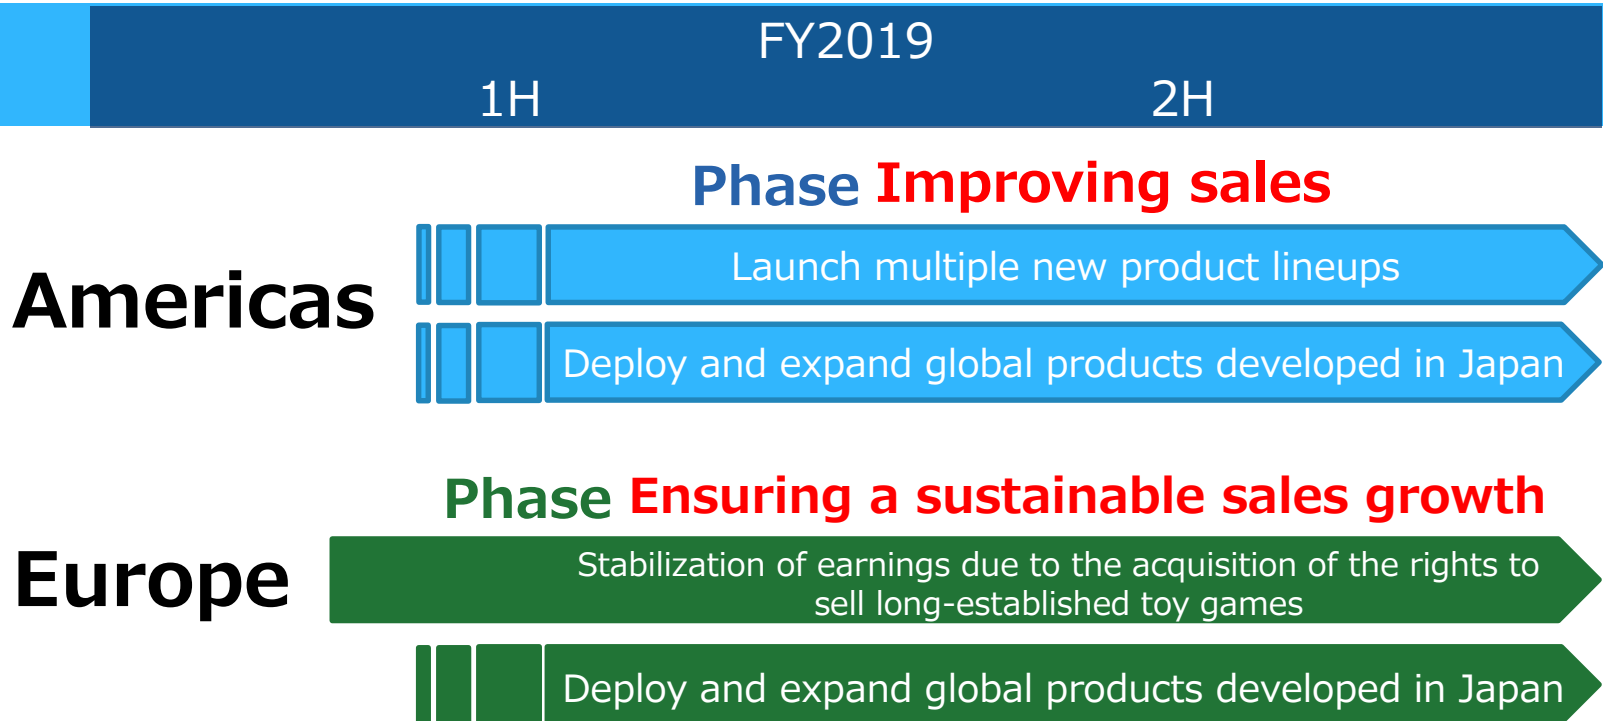 FY2019
1H 2H
Phase Improving sales
Americas
Launch multiple new product lineups
Deploy and expand global products developed in Japan
Phase Ensuring a sustainable sales growth
Europe
Stabilization of earnings due to the acquisition of the rights to
sell long-established toy games
Deploy and expand global products developed in Japan